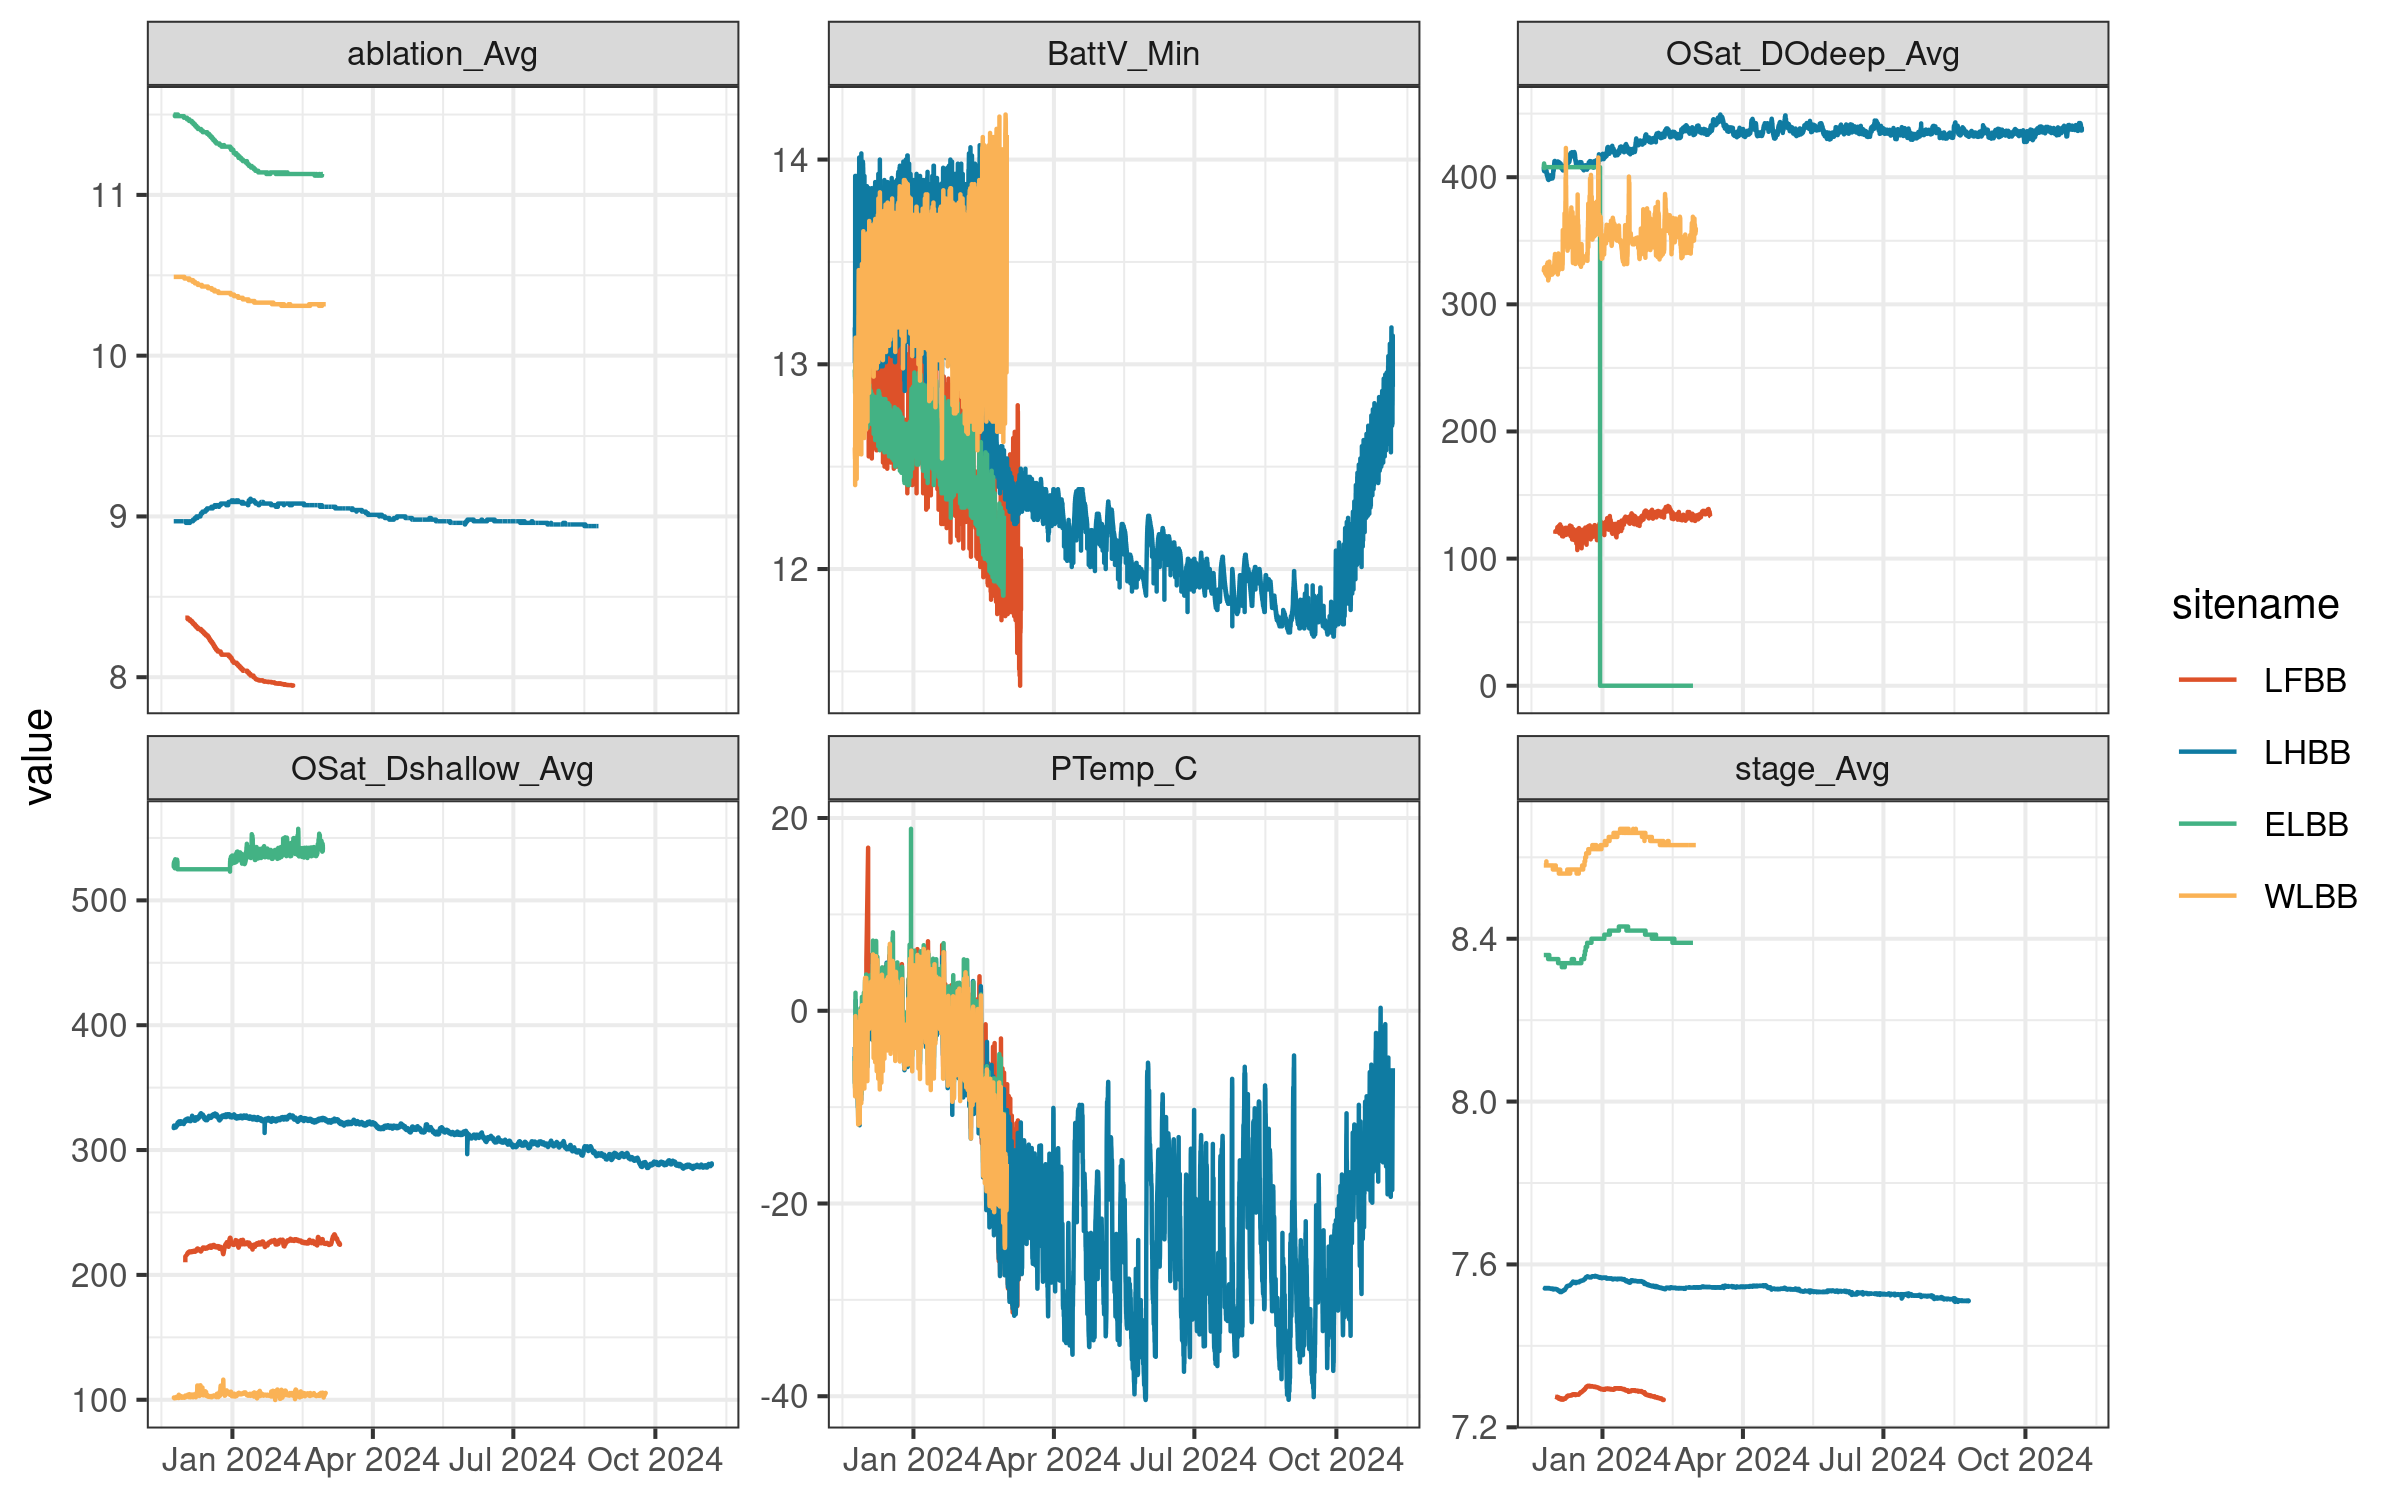 ablation_Avg
BattV_Min
OSat_DOdeep_Avg
11
10
9
8
14
13
12
400
300
200
100
0
OSat_Dshallow_Avg
PTemp_C
stage_Avg
500
400
300
200
100
20
0
-20
-40
8.4
8.0
7.6
7.2
Jan 2024 Apr 2024 Jul 2024 Oct 2024
Jan 2024 Apr 2024 Jul 2024 Oct 2024
Jan 2024 Apr 2024 Jul 2024 Oct 2024
value
sitename
LFBB
LHBB
ELBB
WLBB